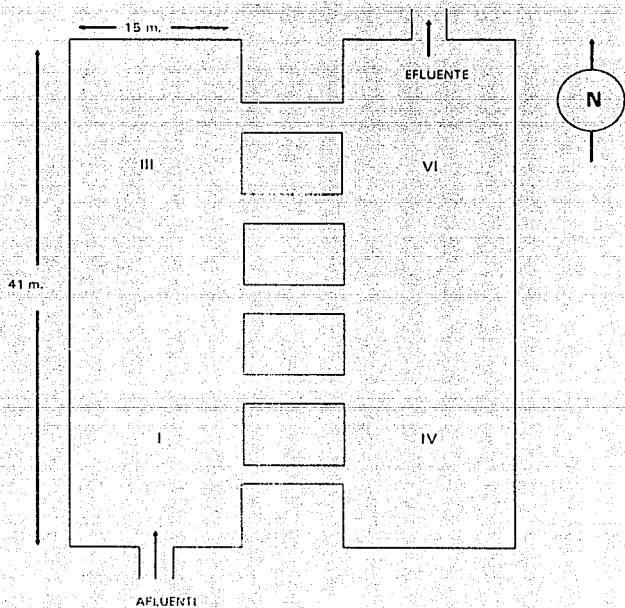 15 m.
EFLUENTE
N
III
VI
41 m.
I
IV
AFLUENTE